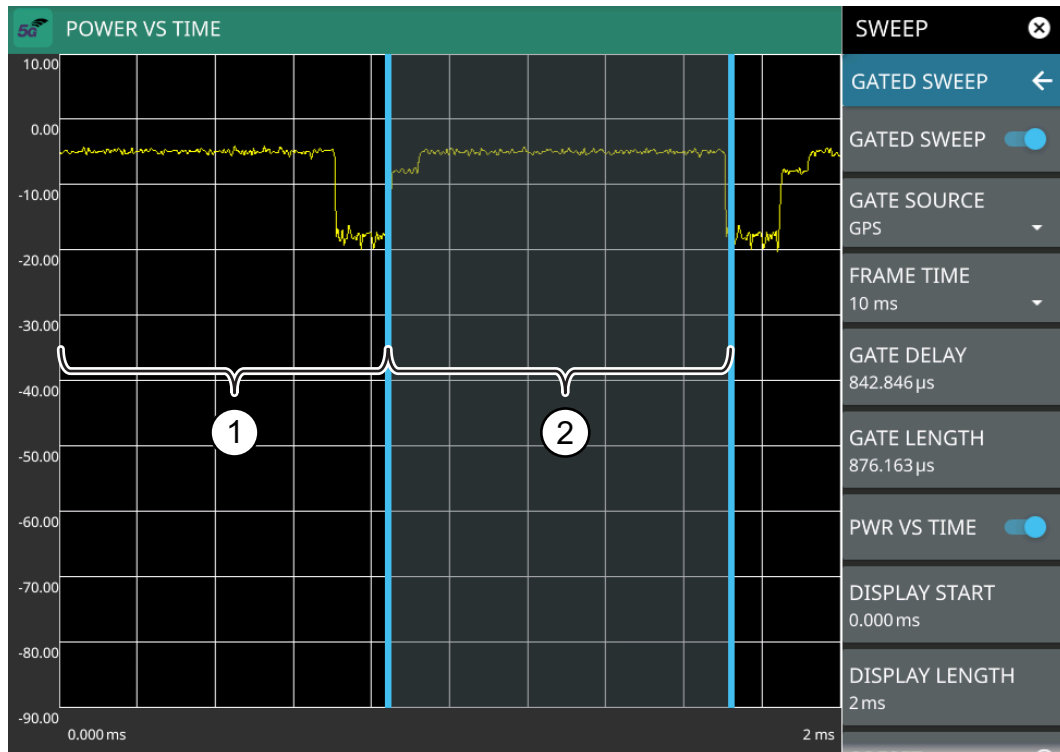 5G POWER VS TIME
10.00
0.00
-10.00
-20.00
-30.00
-40.00
-50.00
-60.00
-70.00
-80.00
-90.00
0.000 ms
2 ms
1
2
SWEEP
GATED SWEEP
GATED SWEEP
GATE SOURCE
GPS
FRAME TIME
10 ms
GATE DELAY
842.846 µs
GATE LENGTH
876.163 µs
PWR VS TIME
DISPLAY START
0.000 ms
DISPLAY LENGTH
2 ms